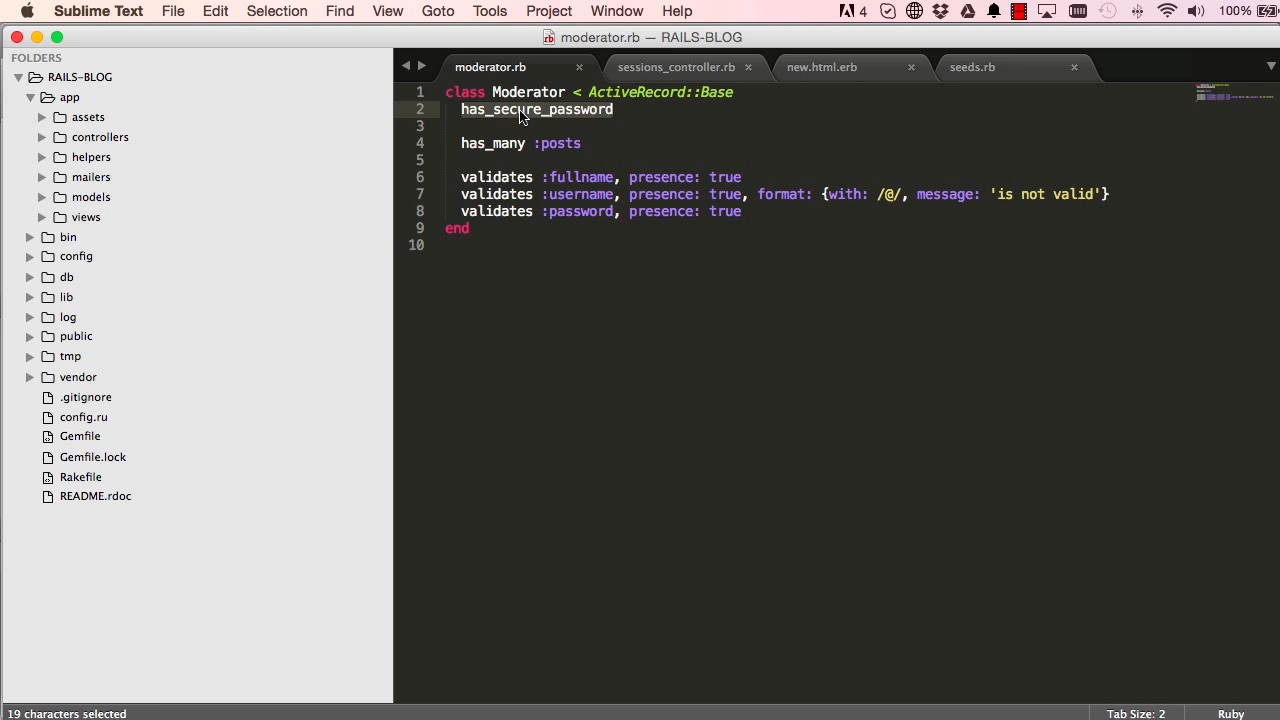 Sublime Text File Edit Selection Find View Goto Tools Project Window Help 4 100%
moderator.rb — RAILS-BLOG
FOLDERS
RAILS-BLOG
app
assets
controllers
helpers
mailers
models
views
bin
config
db
lib
log
public
tmp
vendor
.gitignore
config.ru
Gemfile
Gemfile.lock
Rakefile
README.rdoc
moderator.rb × sessions_controller.rb × new.html.erb × seeds.rb ×
1 class Moderator < ActiveRecord::Base
2 has_secure_password
3
4 has_many :posts
5
6 validates :fullname, presence: true
7 validates :username, presence: true, format: {with: /@/, message: 'is not valid'}
8 validates :password, presence: true
9 end
10
19 characters selected Tab Size: 2 Ruby